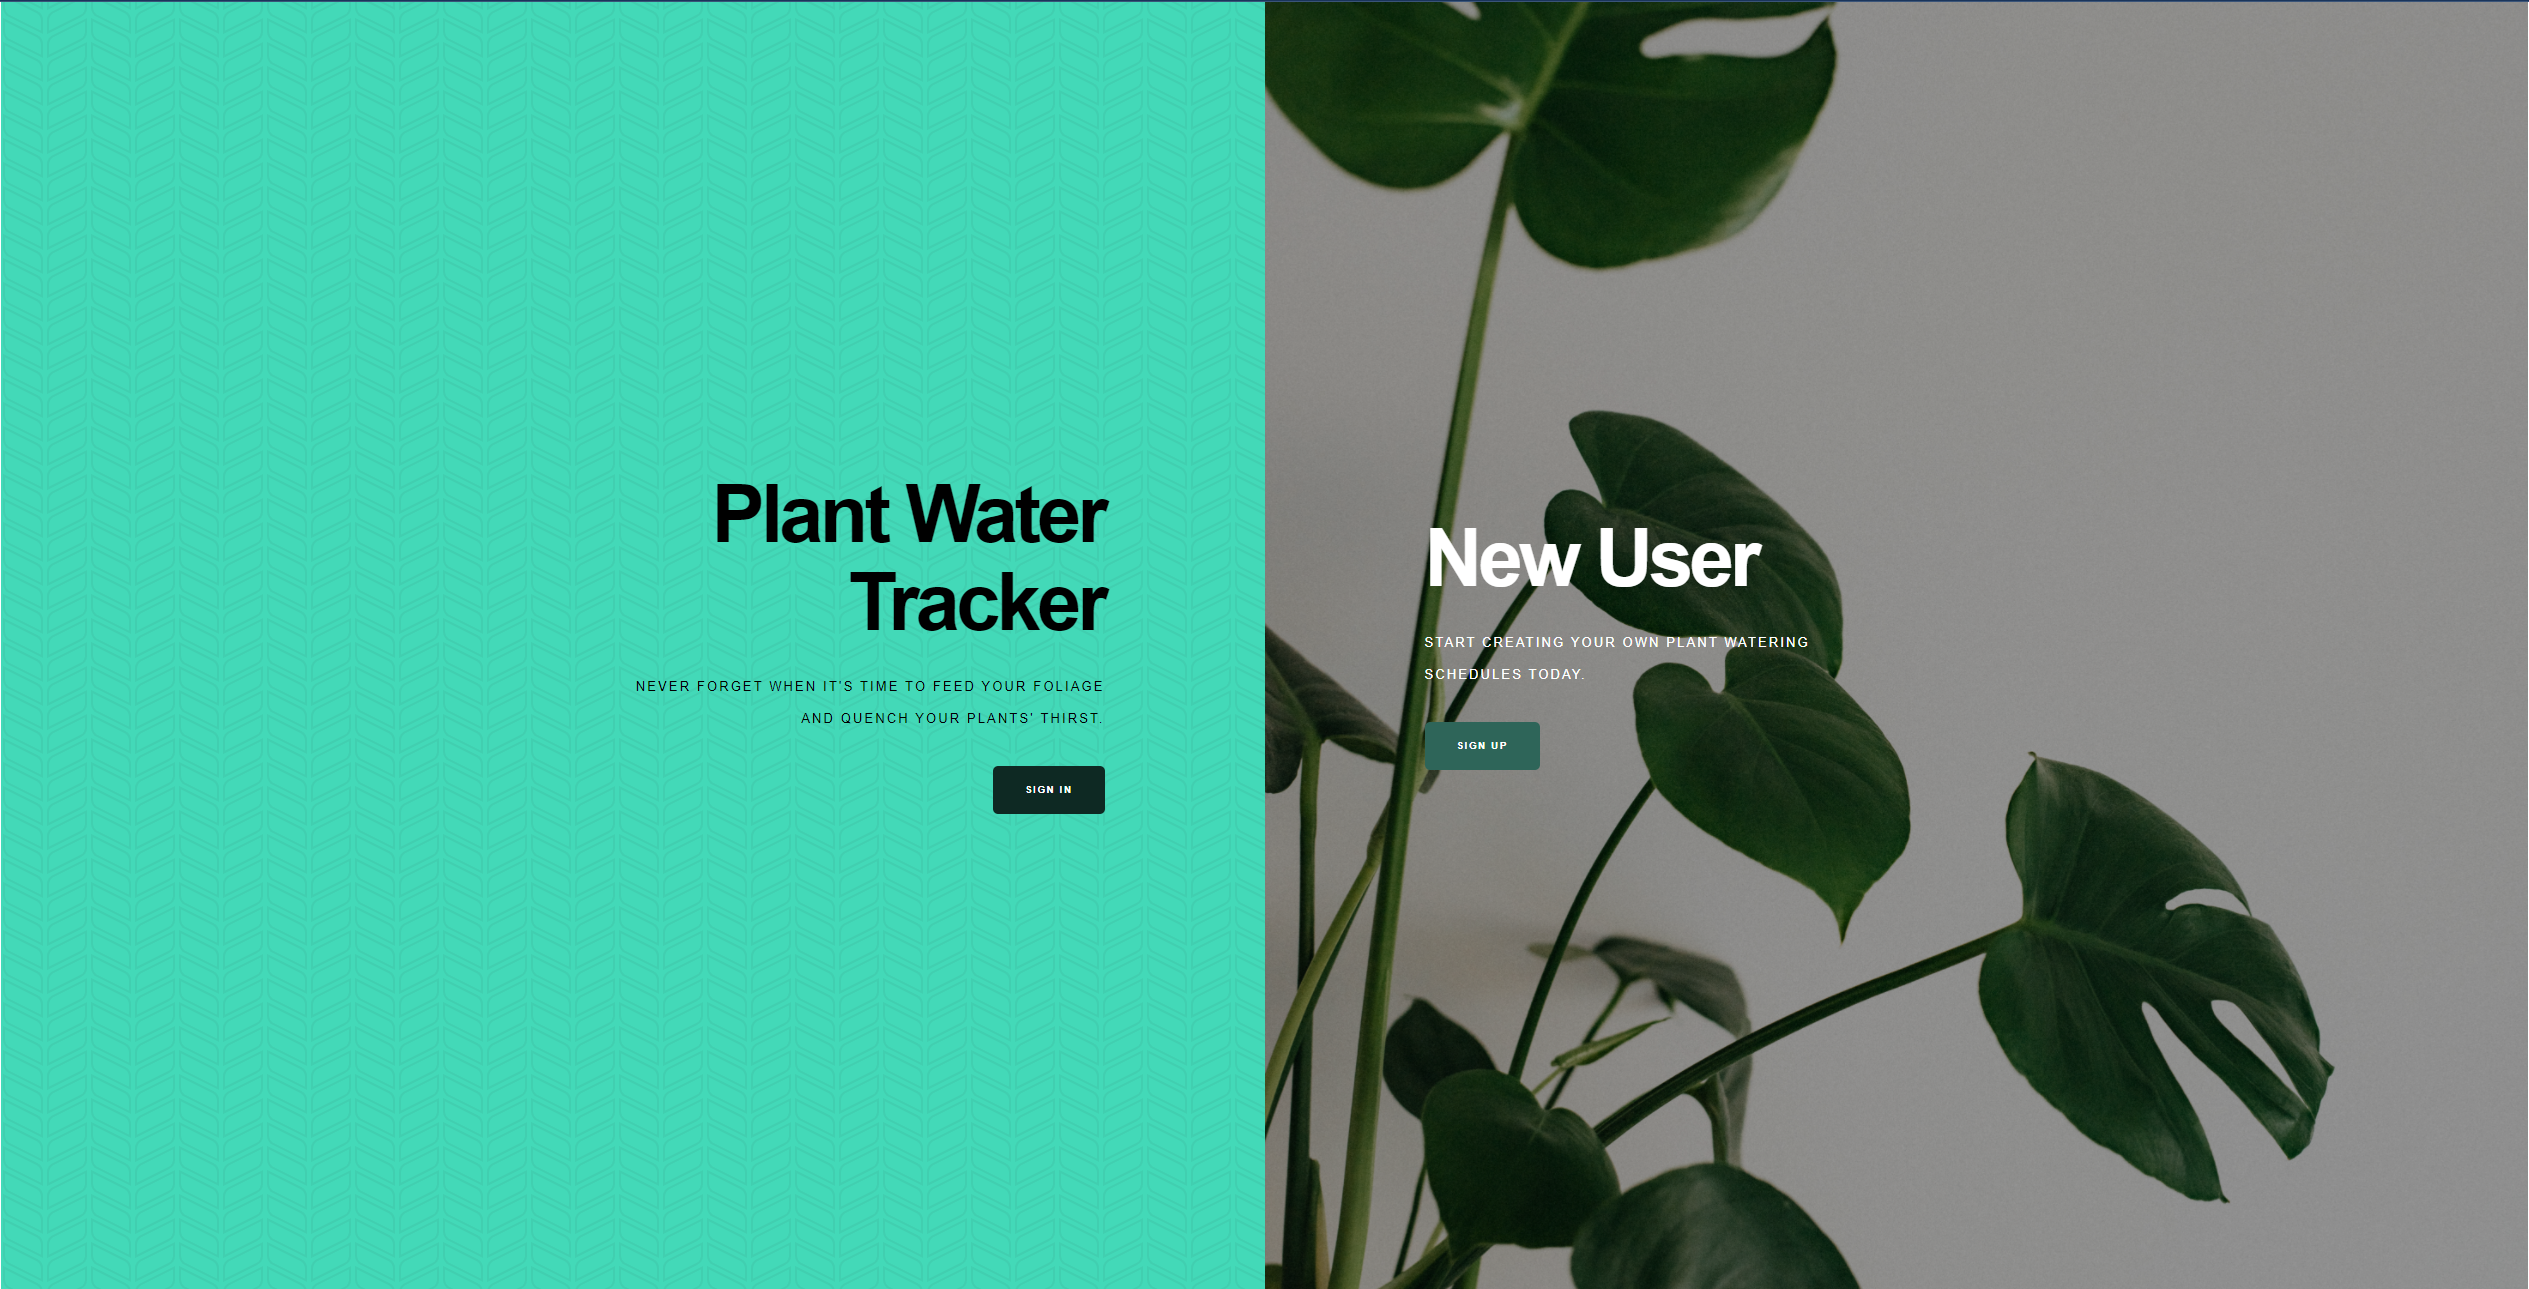 Plant Water
Tracker
NEVER FORGET WHEN IT'S TIME TO FEED YOUR FOLIAGE
AND QUENCH YOUR PLANTS' THIRST.
SIGN IN
New User
START CREATING YOUR OWN PLANT WATERING
SCHEDULES TODAY.
SIGN UP